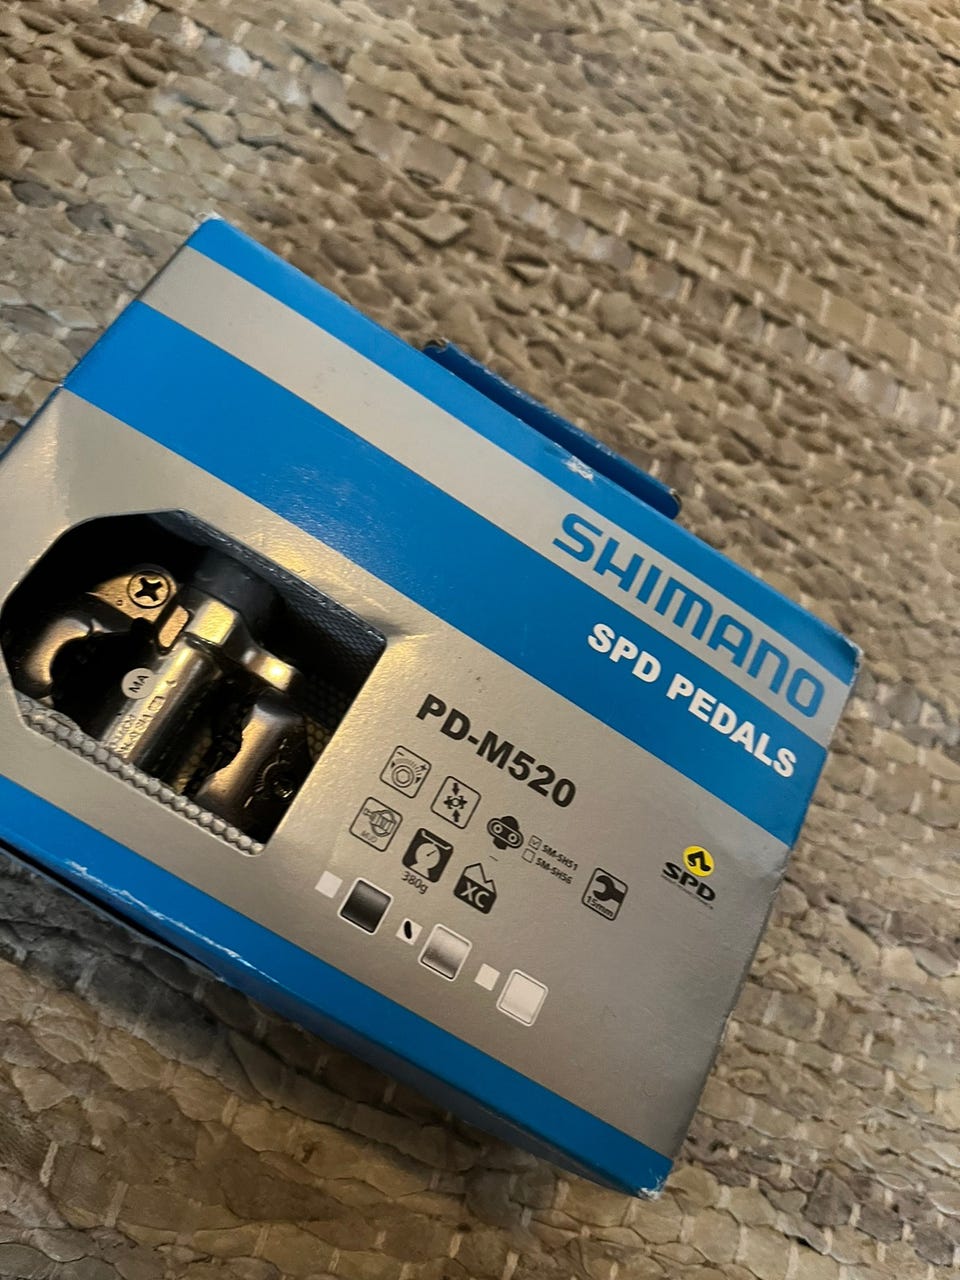 SHIMANO
SPD PEDALS
PD-M520
SM-SH51
SM-SH56
380g
XC
15mm
SPD
MA